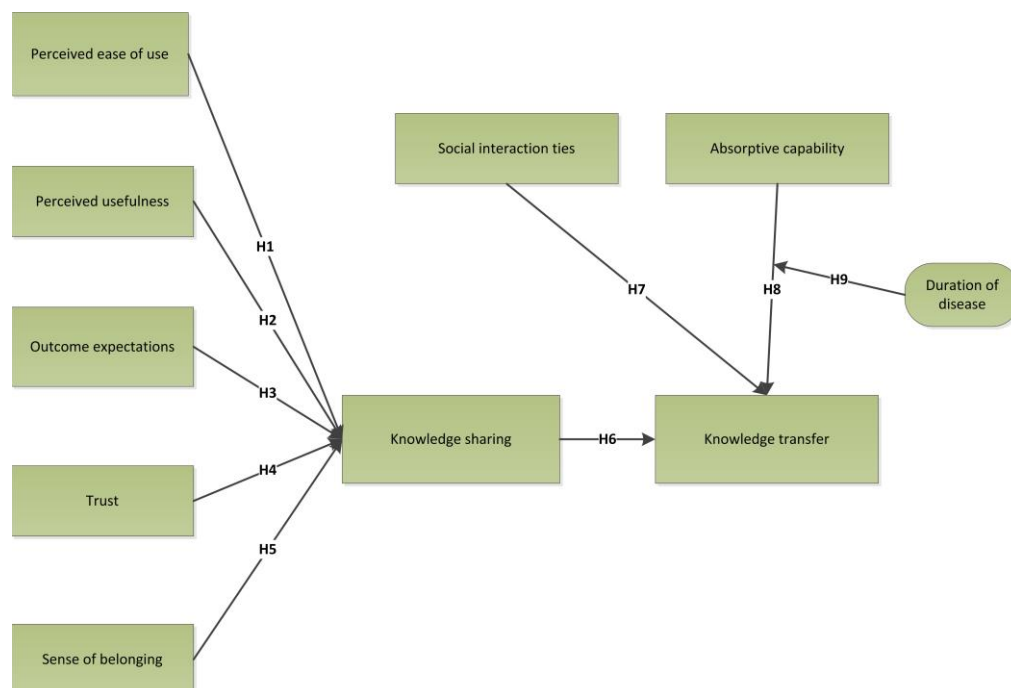 Perceived ease of use
Social interaction ties
Absorptive capability
Perceived usefulness
H1
H2
H7
H8
H9
Duration of
disease
Outcome expectations
H3
Knowledge sharing
H6
Knowledge transfer
H4
Trust
H5
Sense of belonging